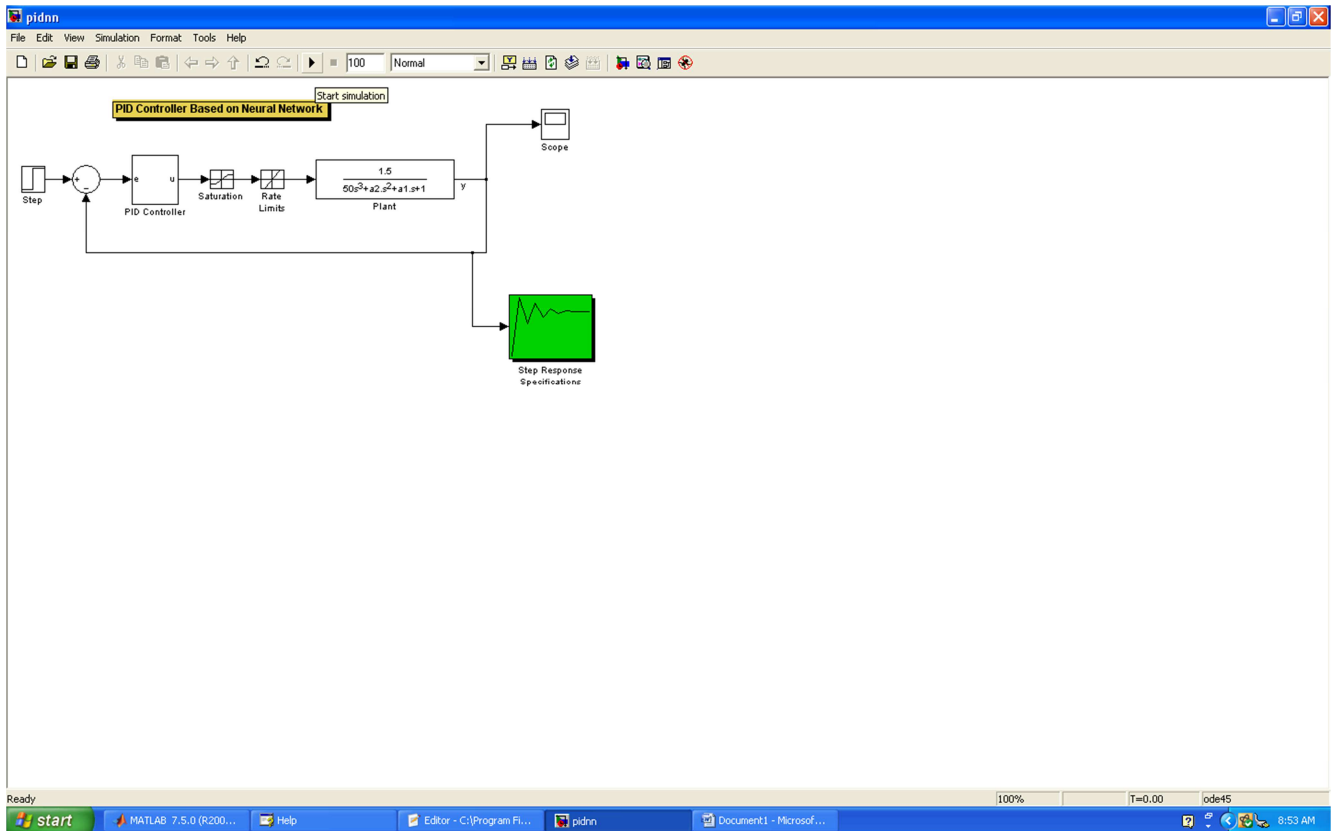 pidnn
File Edit View Simulation Format Tools Help
100 Normal
Start simulation
PID Controller Based on Neural Network
Scope
Step
+
-
e u
PID Controller
Saturation
Rate
Limits
1.5
50s³+a2.s²+a1.s+1
Plant
y
Step Response
Specifications
Ready 100% T=0.00 ode45
start MATLAB 7.5.0 (R200... Help Editor - C:\Program Fi... pidnn Document1 - Microsof... 8:53 AM